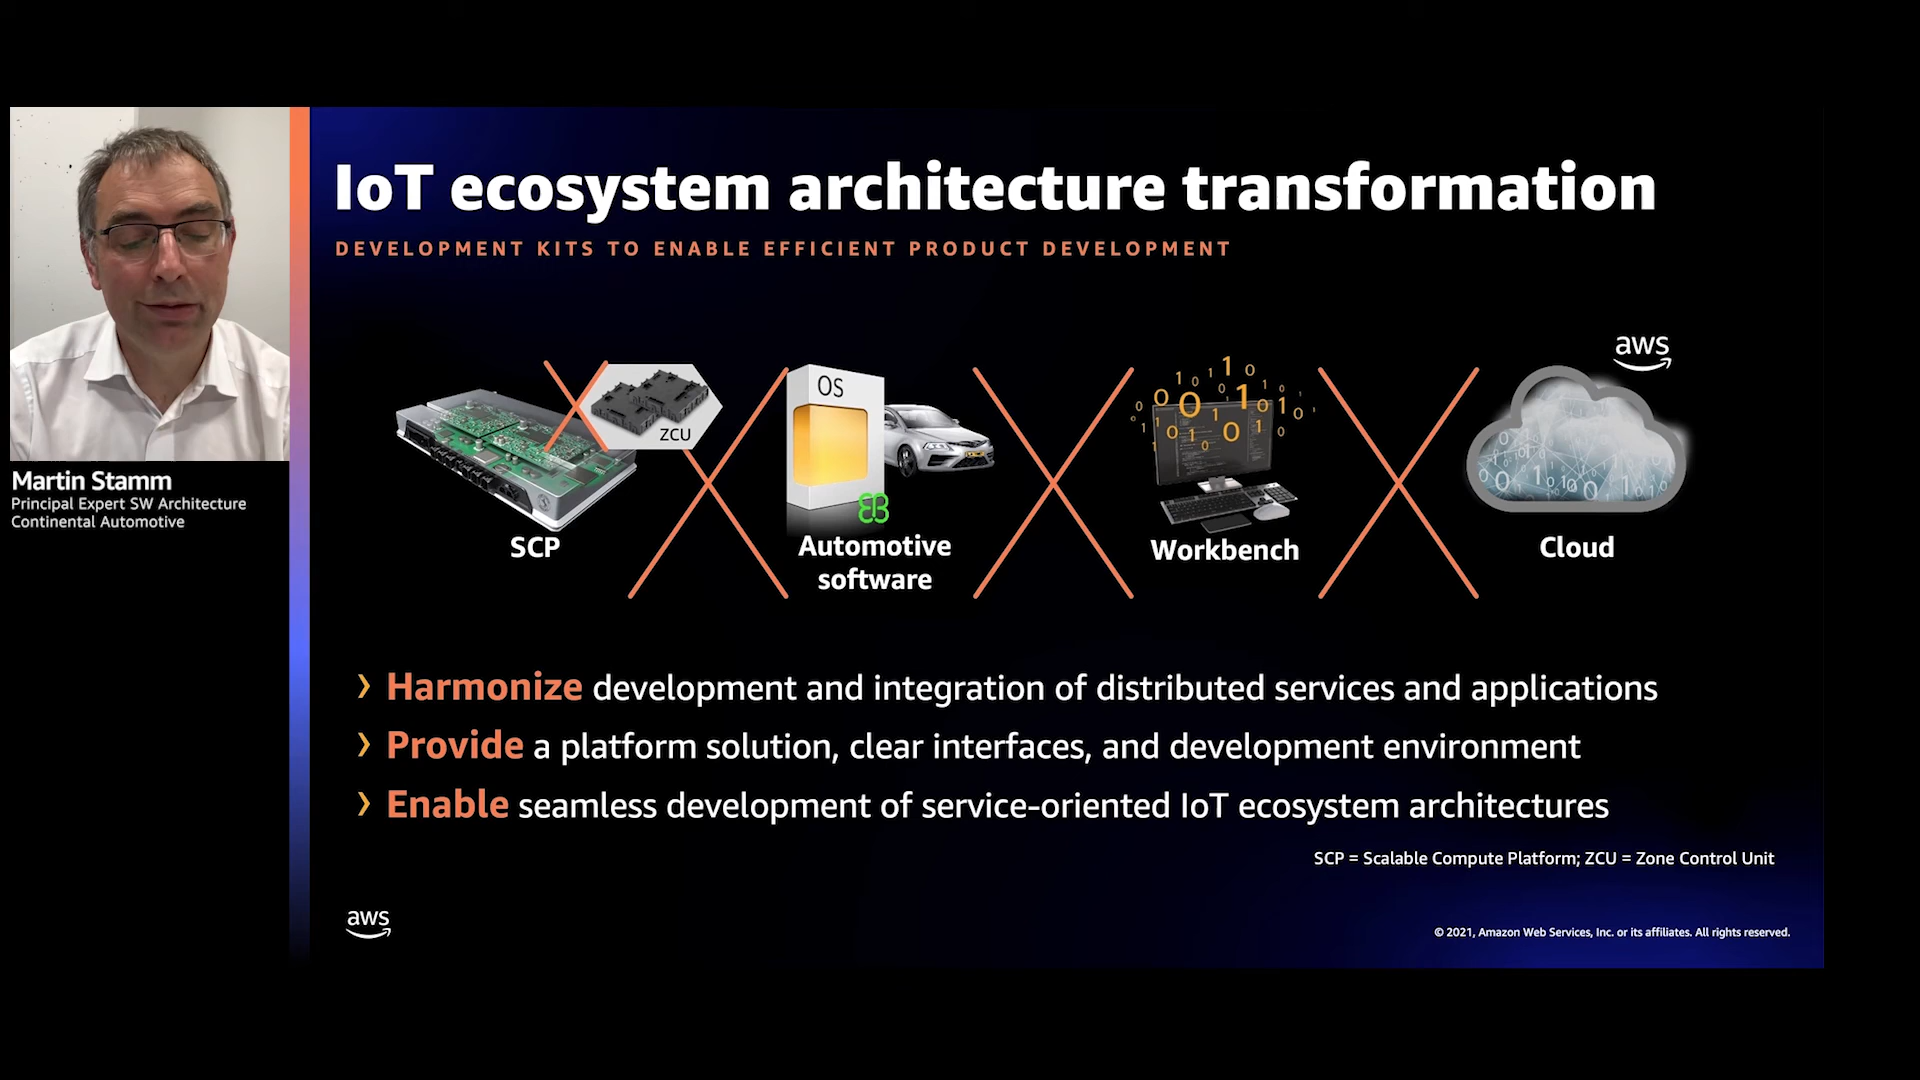 IoT ecosystem architecture transformation
DEVELOPMENT KITS TO ENABLE EFFICIENT PRODUCT DEVELOPMENT
Martin Stamm
Principal Expert SW Architecture
Continental Automotive
ZCU
SCP
OS
EB
Automotive
software
Workbench
aws
Cloud
› Harmonize development and integration of distributed services and applications
› Provide a platform solution, clear interfaces, and development environment
› Enable seamless development of service-oriented IoT ecosystem architectures
SCP = Scalable Compute Platform; ZCU = Zone Control Unit
aws
© 2021, Amazon Web Services, Inc. or its affiliates. All rights reserved.